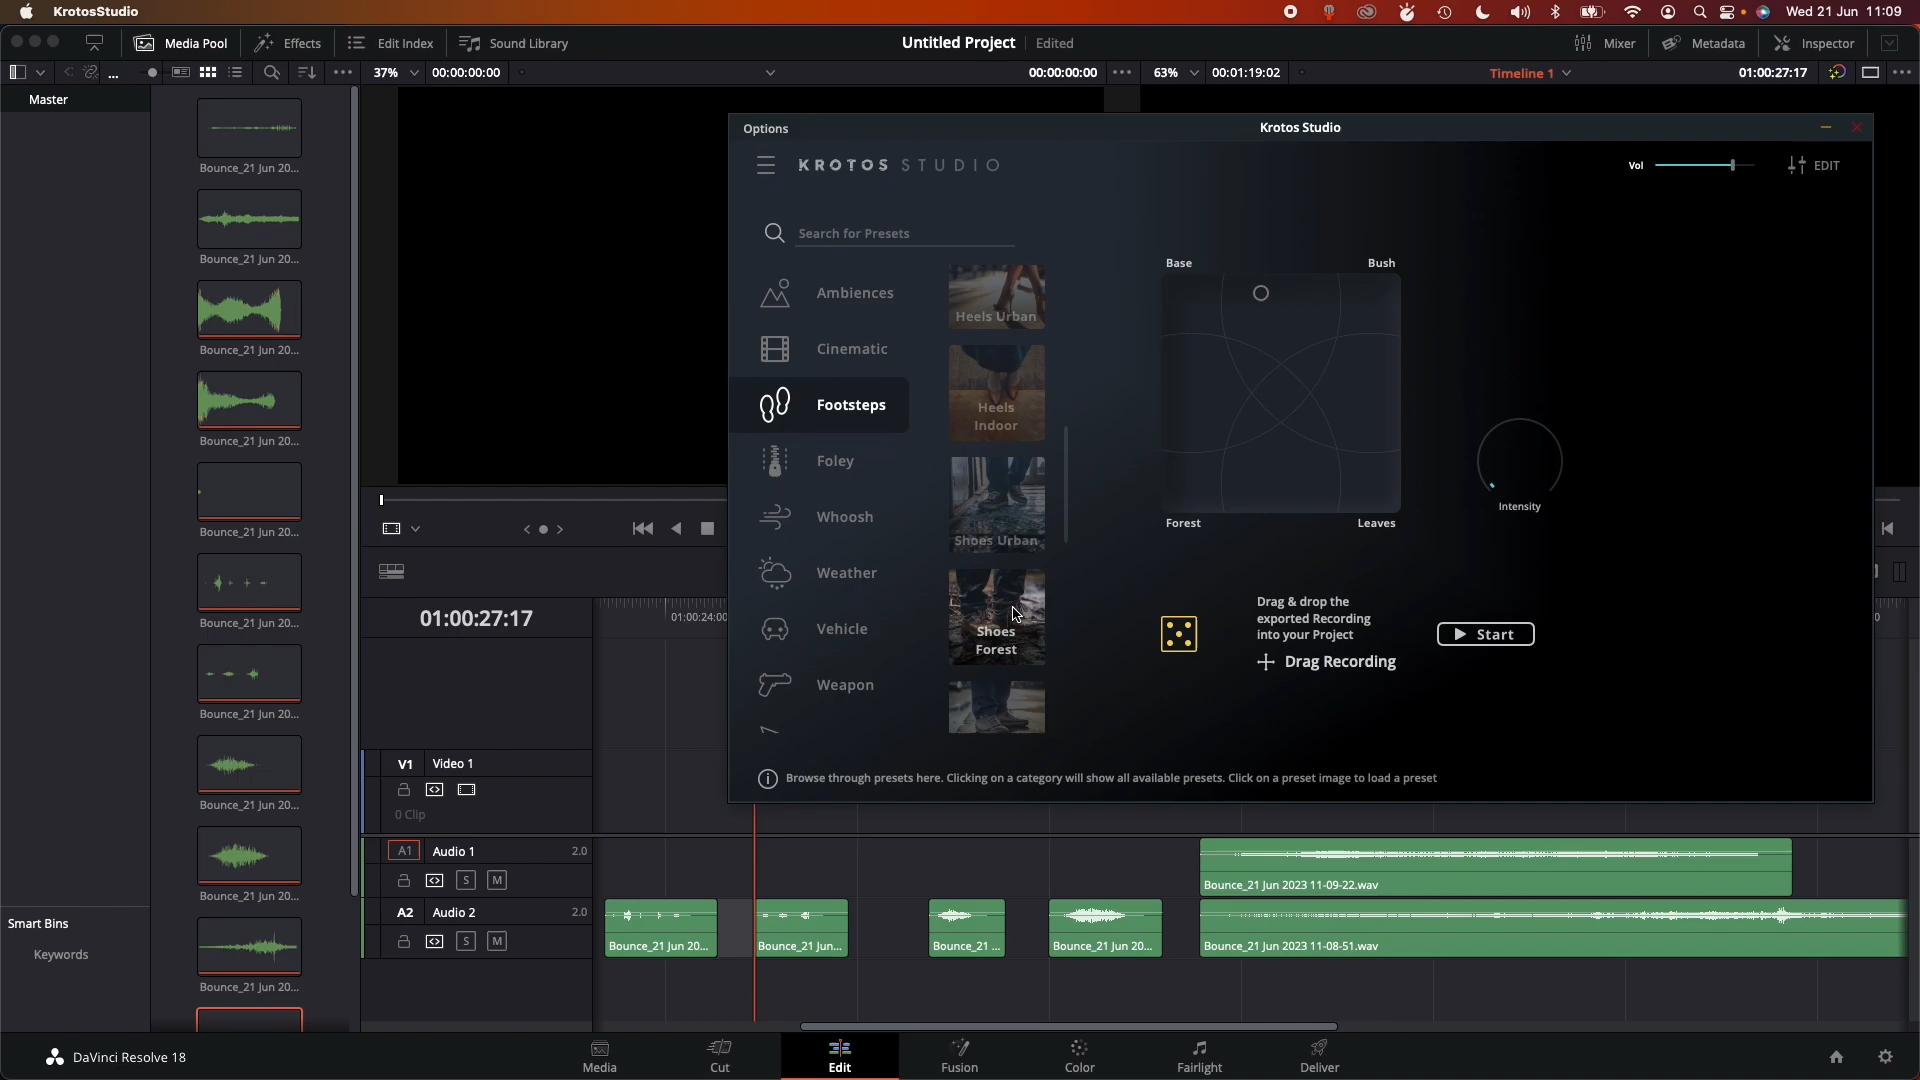 KrotosStudio
Wed 21 Jun 11:09
Media Pool
Effects
Edit Index
Sound Library
Untitled Project
Edited
Mixer
Metadata
Inspector
37%
00:00:00:00
00:00:00:00
63%
00:01:19:02
Timeline 1
01:00:27:17
Master
Bounce_21 Jun 20...
Bounce_21 Jun 20...
Bounce_21 Jun 20...
Bounce_21 Jun 20...
Bounce_21 Jun 20...
Bounce_21 Jun 20...
Bounce_21 Jun 20...
Bounce_21 Jun 20...
Bounce_21 Jun 20...
Bounce_21 Jun 20...
Smart Bins
Keywords
Options
Krotos Studio
KROTOS STUDIO
Vol
EDIT
Search for Presets
Ambiences
Cinematic
Footsteps
Foley
Whoosh
Weather
Vehicle
Weapon
Heels Urban
Heels
Indoor
Shoes Urban
Shoes
Forest
Base
Bush
Forest
Leaves
Intensity
Drag & drop the
exported Recording
into your Project
Drag Recording
Start
Browse through presets here. Clicking on a category will show all available presets. Click on a preset image to load a preset
01:00:27:17
01:00:24:00
V1
Video 1
0 Clip
A1
Audio 1
2.0
S
M
A2
Audio 2
2.0
S
M
Bounce_21 Jun 2023 11-09-22.wav
Bounce_21 Jun 20...
Bounce_21 Jun...
Bounce_21 ...
Bounce_21 Jun 20...
Bounce_21 Jun 2023 11-08-51.wav
DaVinci Resolve 18
Media
Cut
Edit
Fusion
Color
Fairlight
Deliver